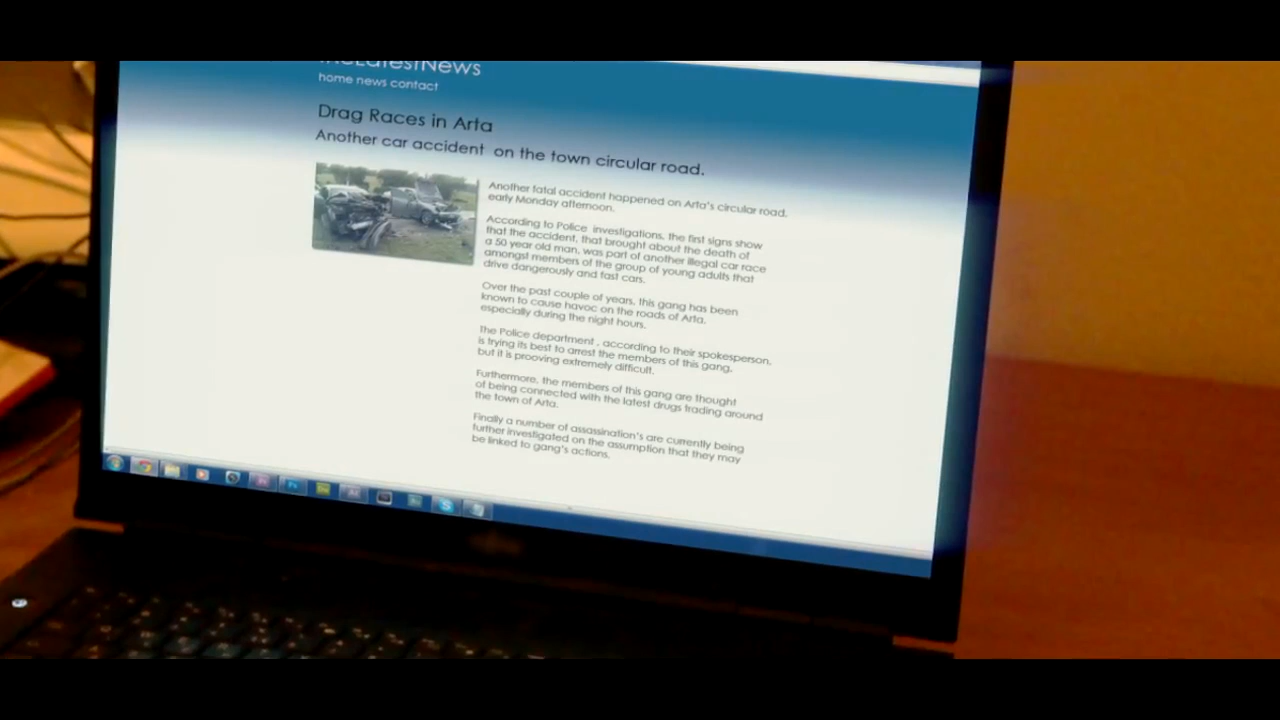 TheLatestNews
home news contact
Drag Races in Arta
Another car accident on the town circular road.
Another fatal accident happened on Arta's circular road,
early Monday afternoon.
According to Police investigations, the first signs show
that the accident, that brought about the death of
a 50 year old man, was part of another illegal car race
amongst members of the group of young adults that
drive dangerously and fast cars.
Over the past couple of years, this gang has been
known to cause havoc on the roads of Arta,
especially during the night hours.
The Police department , according to their spokesperson,
is trying its best to arrest the members of this gang,
but it is prooving extremely difficult.
Furthermore, the members of this gang are thought
of being connected with the latest drugs trading around
the town of Arta.
Finally a number of assassination's are currently being
further investigated on the assumption that they may
be linked to gang's actions.